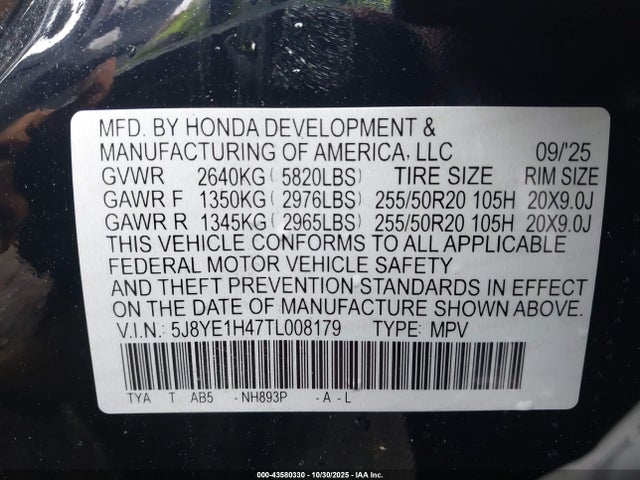 MFD. BY HONDA DEVELOPMENT &
MANUFACTURING OF AMERICA, LLC 09/'25
GVWR 2640KG ( 5820LBS) TIRE SIZE RIM SIZE
GAWR F 1350KG ( 2976LBS) 255/50R20 105H 20X9.0J
GAWR R 1345KG ( 2965LBS) 255/50R20 105H 20X9.0J
THIS VEHICLE CONFORMS TO ALL APPLICABLE
FEDERAL MOTOR VEHICLE SAFETY
AND THEFT PREVENTION STANDARDS IN EFFECT
ON THE DATE OF MANUFACTURE SHOWN ABOVE.
V.I.N.: 5J8YE1H47TL008179 TYPE: MPV
TYA T AB5 -NH893P -A-L
000-43580330 - 10/30/2025 - IAA Inc.